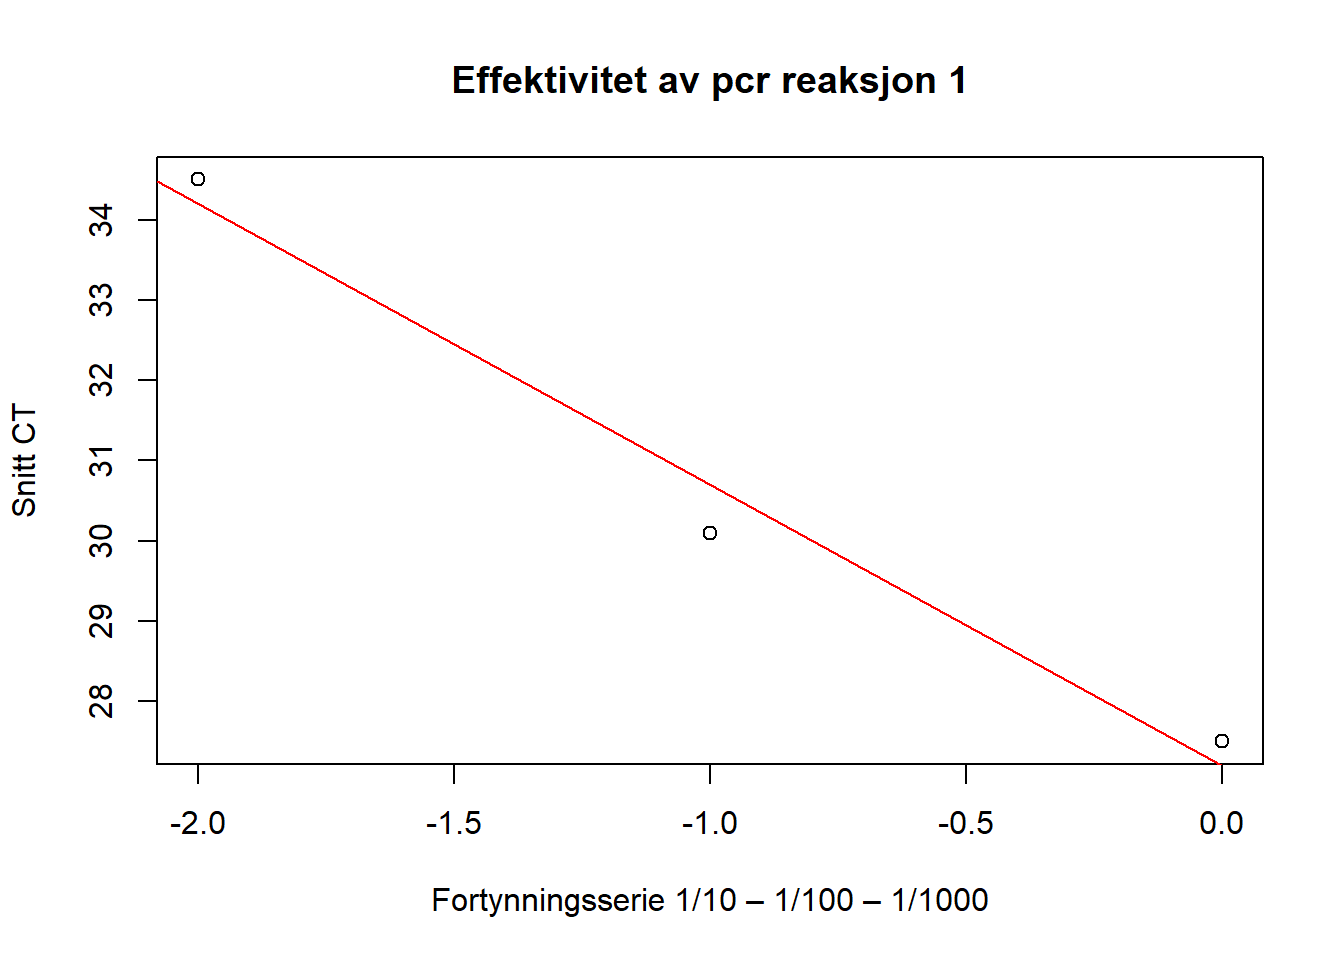 Effektivitet av pcr reaksjon 1
Snitt CT
34
33
32
31
30
29
28
-2.0 -1.5 -1.0 -0.5 0.0
Fortynningsserie 1/10 – 1/100 – 1/1000